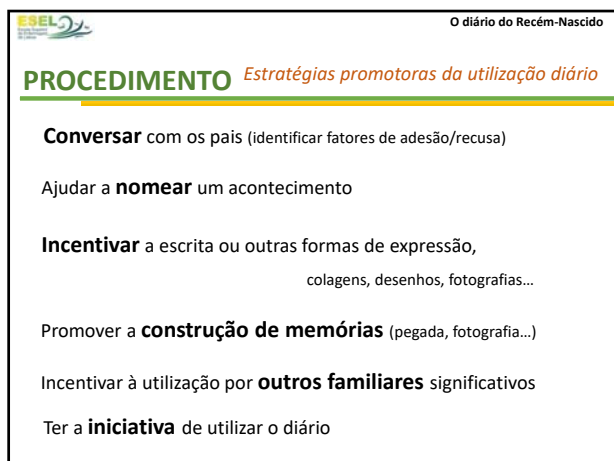 ESEL
O diário do Recém-Nascido
PROCEDIMENTO Estratégias promotoras da utilização diário
Conversar com os pais (identificar fatores de adesão/recusa)
Ajudar a nomear um acontecimento
Incentivar a escrita ou outras formas de expressão,
colagens, desenhos, fotografias...
Promover a construção de memórias (pegada, fotografia...)
Incentivar à utilização por outros familiares significativos
Ter a iniciativa de utilizar o diário